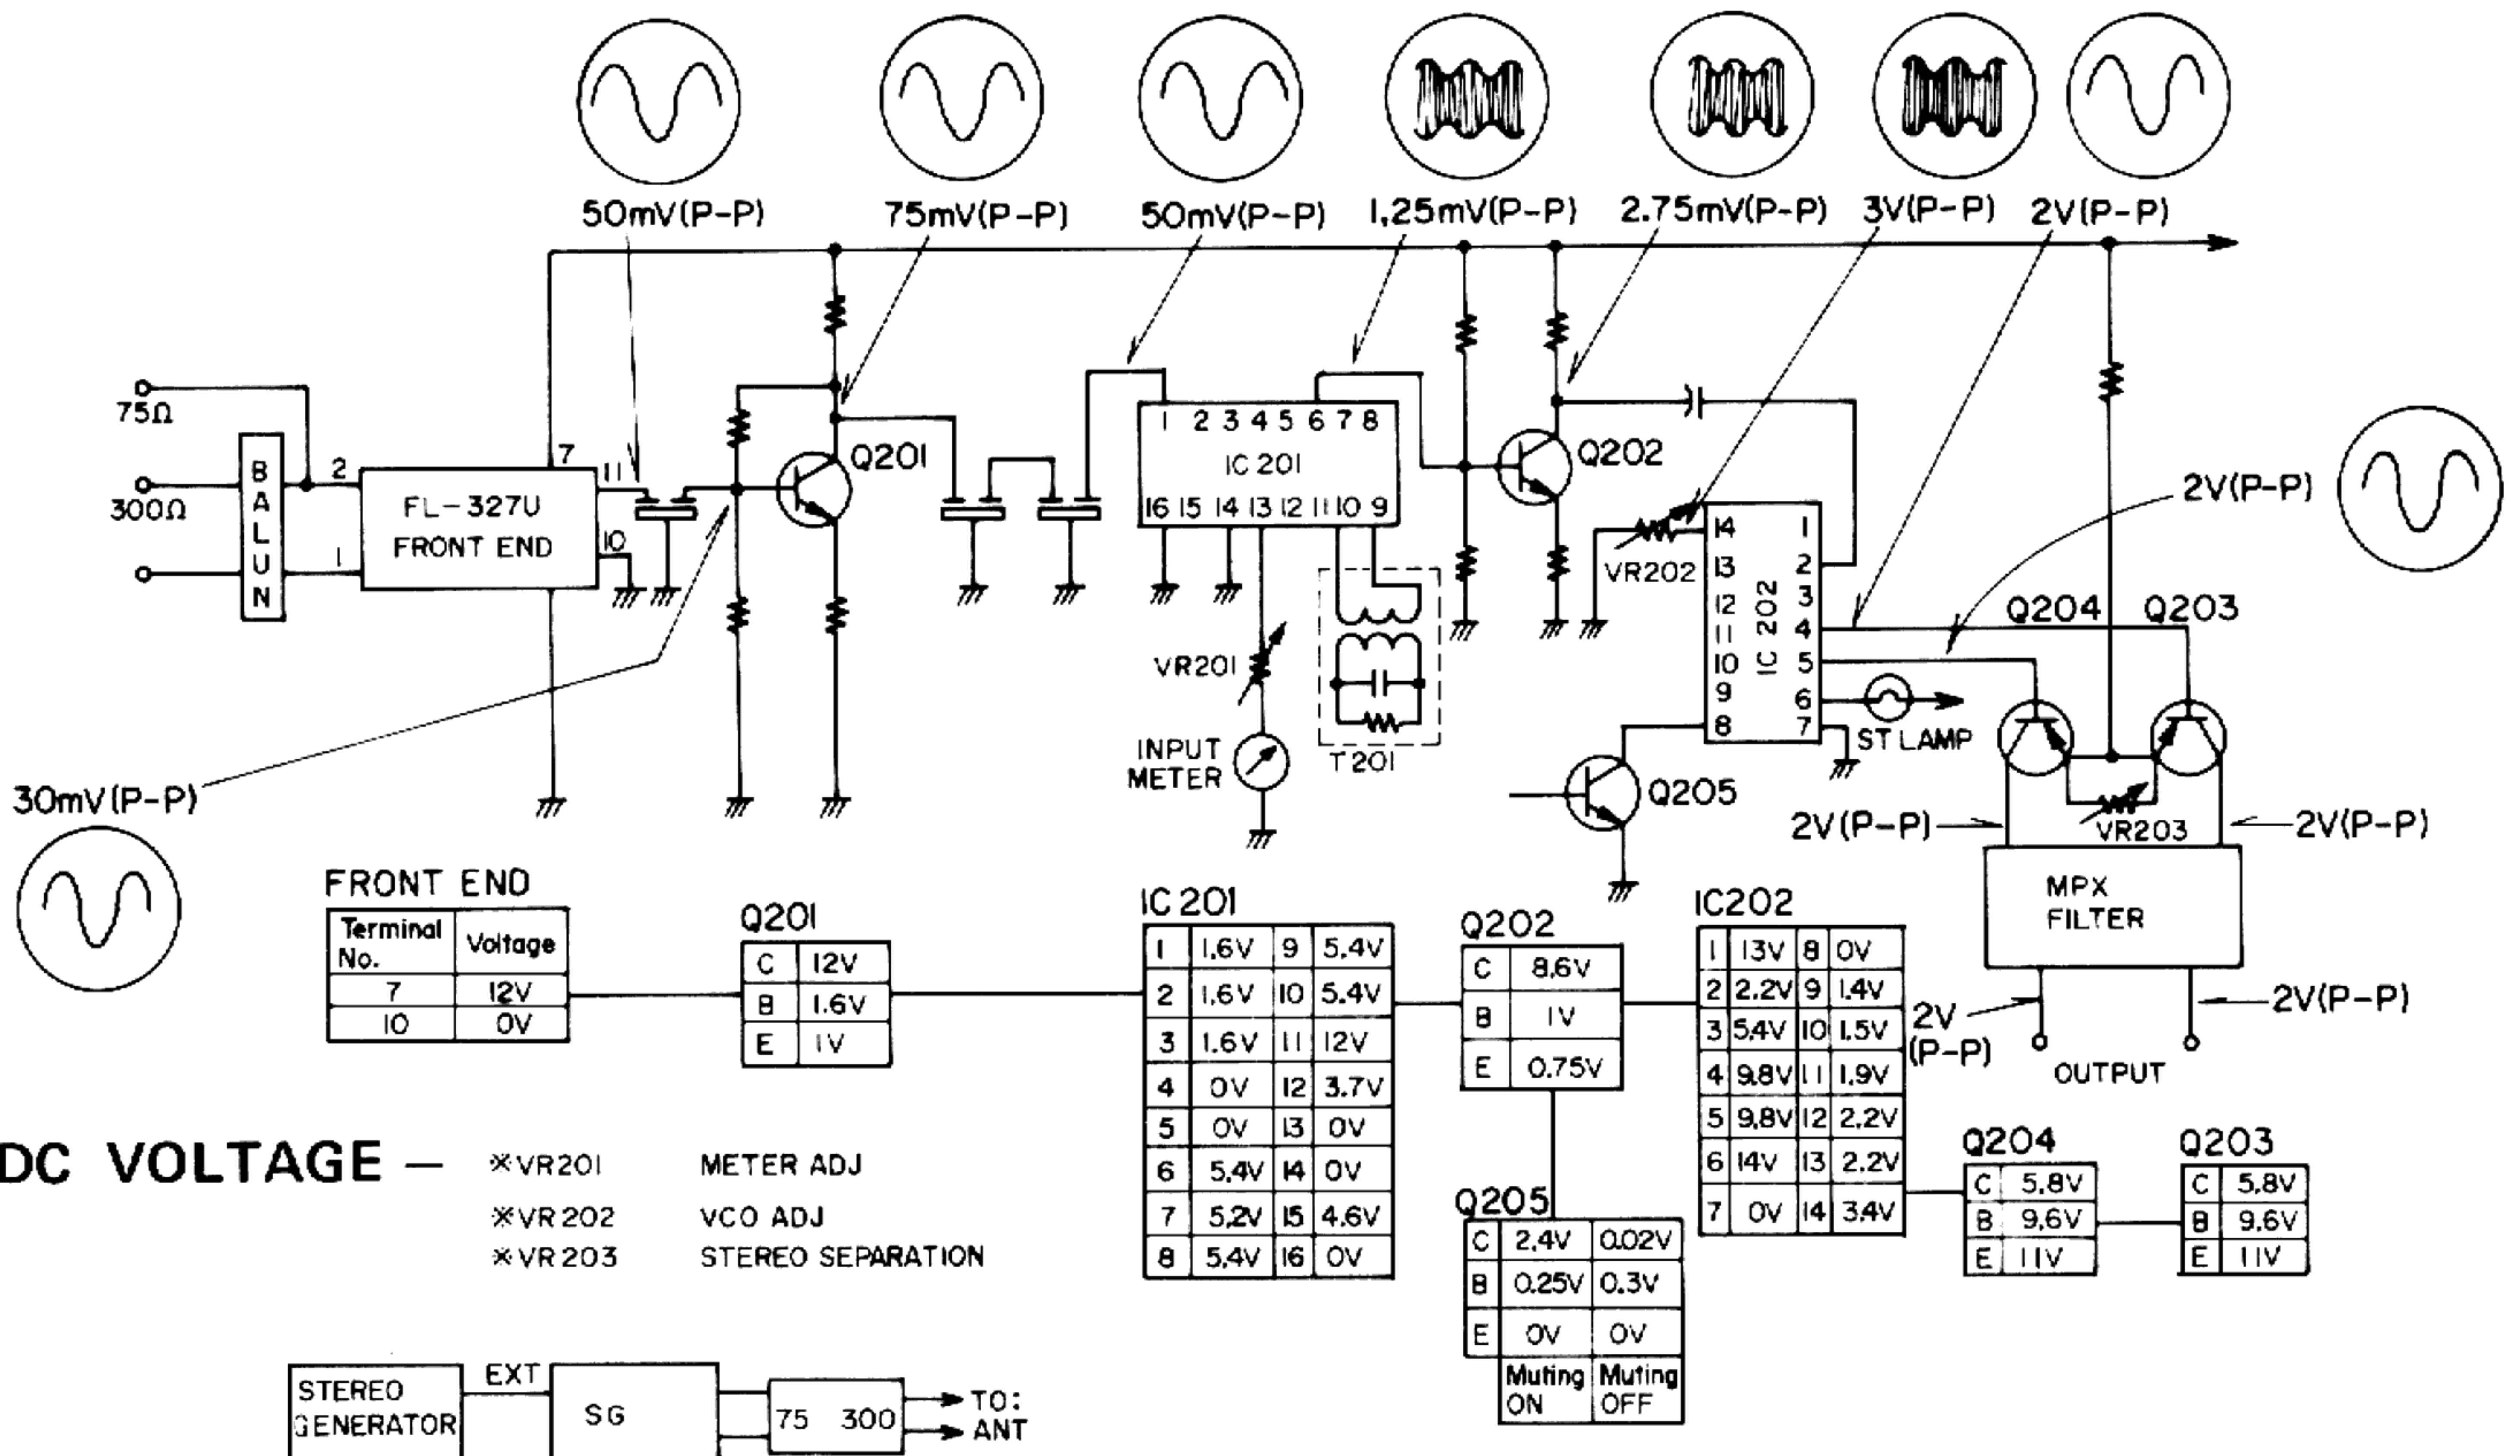 50mV(P-P) 75mV(P-P) 50mV(P-P) 1,25mV(P-P) 2.75mV(P-P) 3V(P-P) 2V(P-P)
75Ω
300Ω
BALUN
2
1
7
11
10
FL-327U
FRONT END
Q201
1 2 3 4 5 6 7 8
IC 201
16 15 14 13 12 11 10 9
Q202
2V(P-P)
VR202
14 1
13 2
12 3
11 4
10 5
9 6
8 7
IC 202
Q204 Q203
VR201
INPUT
METER
T201
ST LAMP
Q205
30mV(P-P)
2V(P-P)
VR203
2V(P-P)
MPX
FILTER
2V
(P-P)
2V(P-P)
OUTPUT
FRONT END
Terminal No. Voltage
7 12V
10 0V
Q201
C 12V
B 1.6V
E 1V
IC 201
1 1.6V 9 5.4V
2 1.6V 10 5.4V
3 1.6V 11 12V
4 0V 12 3.7V
5 0V 13 0V
6 5.4V 14 0V
7 5.2V 15 4.6V
8 5.4V 16 0V
Q202
C 8.6V
B 1V
E 0.75V
IC202
1 13V 8 0V
2 2.2V 9 1.4V
3 5.4V 10 1.5V
4 9.8V 11 1.9V
5 9.8V 12 2.2V
6 14V 13 2.2V
7 0V 14 3.4V
Q205
C 2.4V 0.02V
B 0.25V 0.3V
E 0V 0V
Muting ON Muting OFF
Q204
C 5.8V
B 9.6V
E 11V
Q203
C 5.8V
B 9.6V
E 11V
DC VOLTAGE —
※VR201 METER ADJ
※VR202 VCO ADJ
※VR203 STEREO SEPARATION
STEREO
GENERATOR
EXT
SG
75 300
TO:
ANT